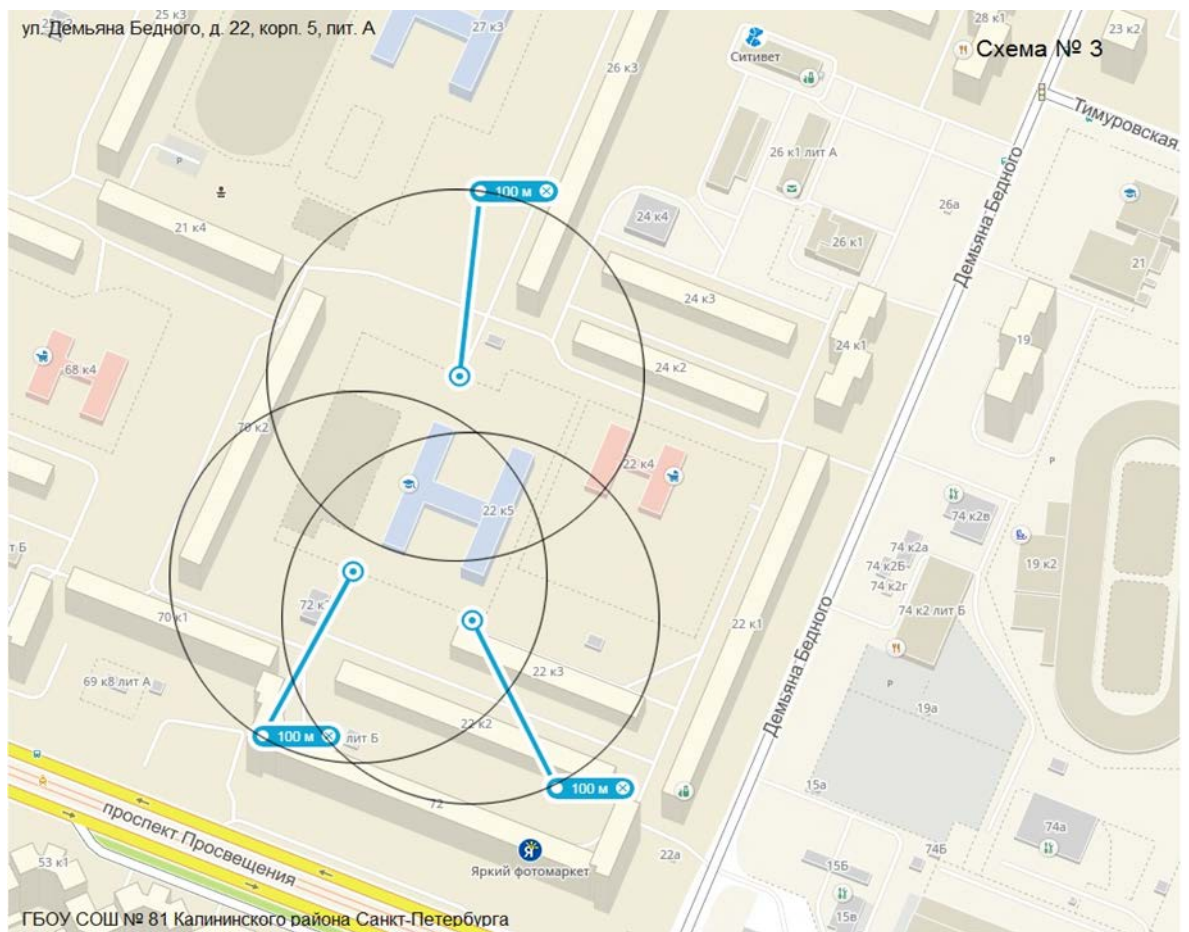 25 к3
25 к3
27 к3
28 к1
23 к2
ул. Демьяна Бедного, д. 22, корп. 5, лит. А
Схема № 3
Ситивет
26 к3
Тимуровская
26 к1 лит А
P
100 м
Демьяна Бедного
26а
24 к4
21 к4
26 к1
21
24 к3
19
24 к1
68 к4
24 к2
70 к2
P
22 к4
22 к5
74 к2в
т Б
74 к2а
74 к2Б
74 к2г
19 к2
72 к
70 к1
74 к2 лит Б
22 к1
Демьяна Бедного
22 к3
69 к8 лит А
P
19а
22 к2
100 м
лит Б
15а
100 м
72
74а
проспект Просвещения
Я
74Б
22а
15Б
53 к1
Яркий фотомаркет
15в
ГБОУ СОШ № 81 Калининского района Санкт-Петербурга